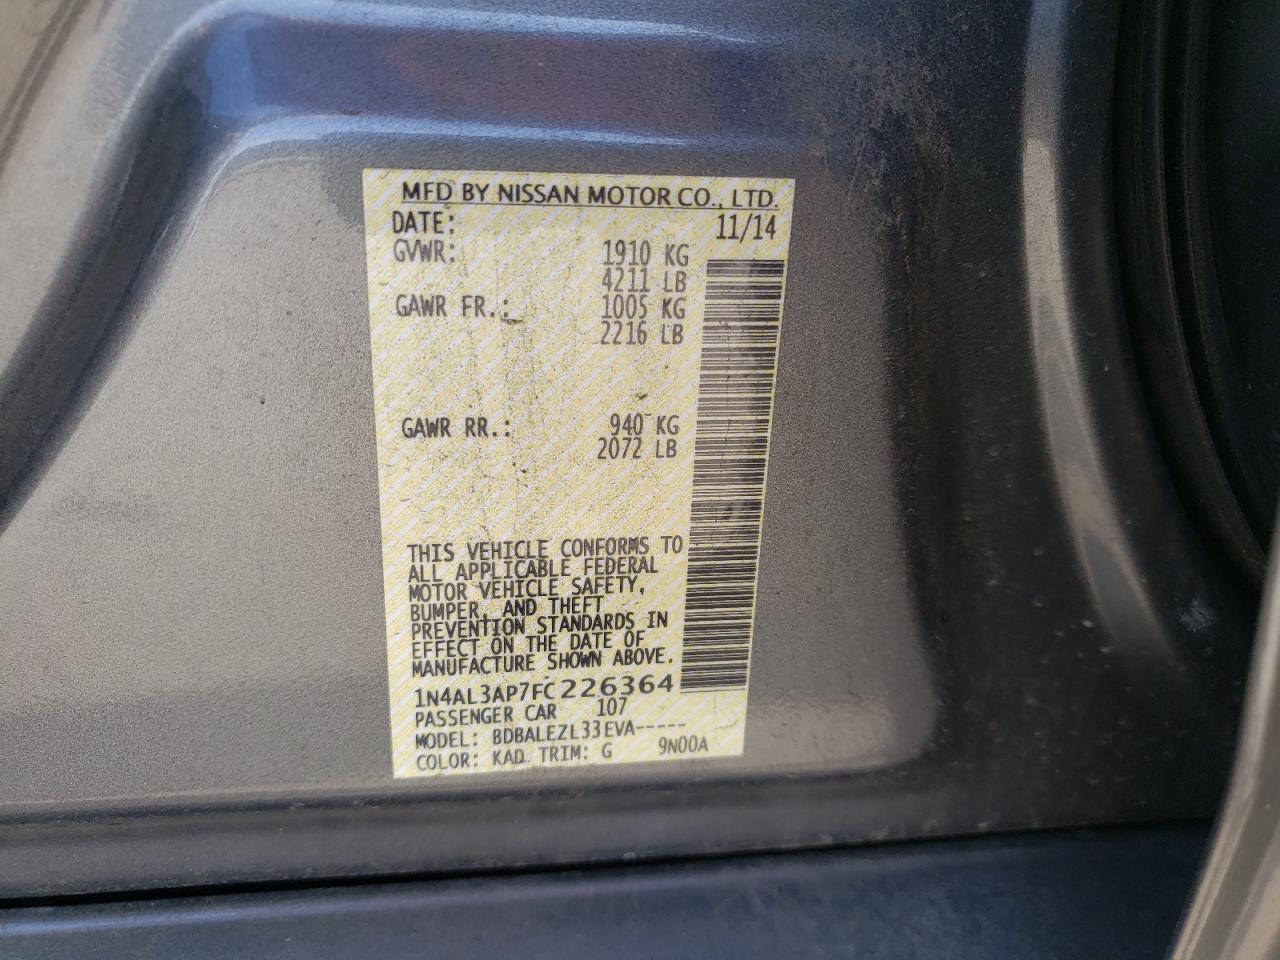 MFD BY NISSAN MOTOR CO., LTD.
DATE: 11/14
GVWR: 1910 KG
4211 LB
GAWR FR.: 1005 KG
2216 LB
GAWR RR.: 940 KG
2072 LB
THIS VEHICLE CONFORMS TO
ALL APPLICABLE FEDERAL
MOTOR VEHICLE SAFETY,
BUMPER, AND THEFT
PREVENTION STANDARDS IN
EFFECT ON THE DATE OF
MANUFACTURE SHOWN ABOVE.
1N4AL3AP7FC226364
PASSENGER CAR 107
MODEL: BDBALEZL33EVA-----
COLOR: KAD TRIM: G 9N00A